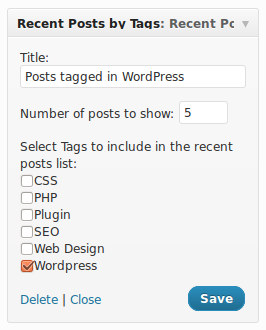 Recent Posts by Tags: Recent Po
Title:
Posts tagged in WordPress
Number of posts to show: 5
Select Tags to include in the recent
posts list:
CSS
PHP
Plugin
SEO
Web Design
Wordpress
Delete | Close
Save